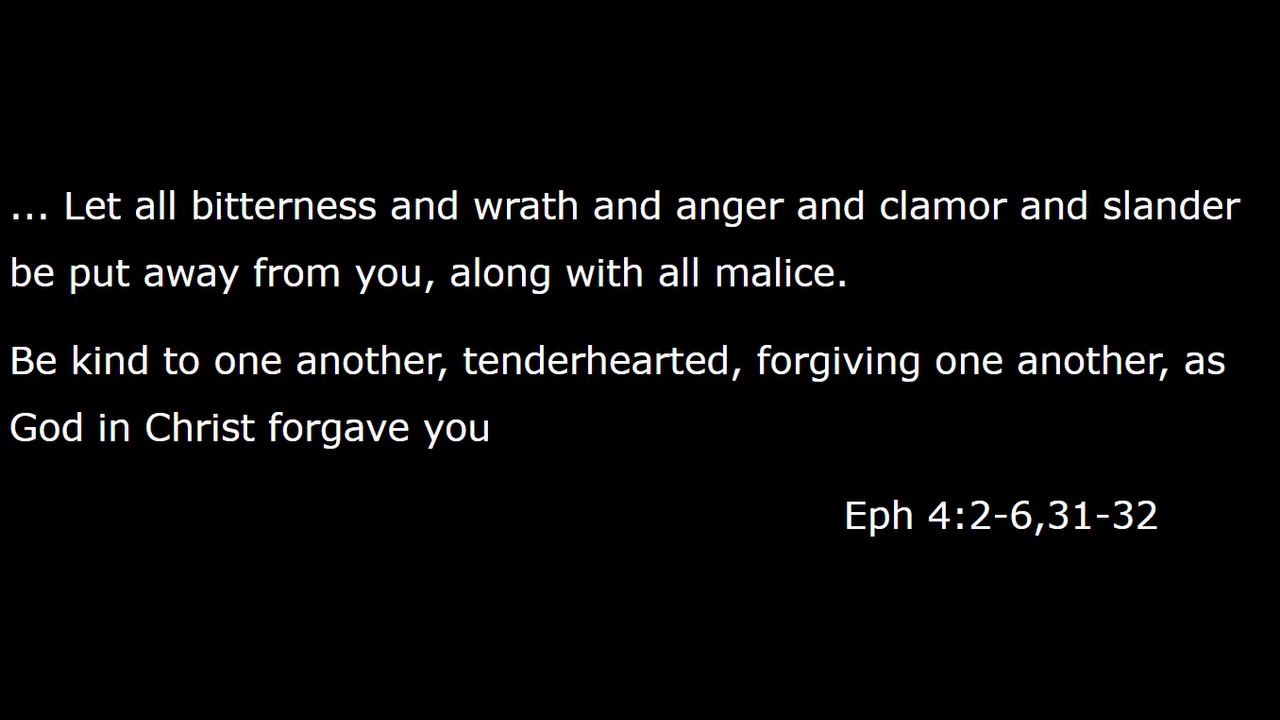 ... Let all bitterness and wrath and anger and clamor and slander
be put away from you, along with all malice.
Be kind to one another, tenderhearted, forgiving one another, as
God in Christ forgave you
Eph 4:2-6,31-32